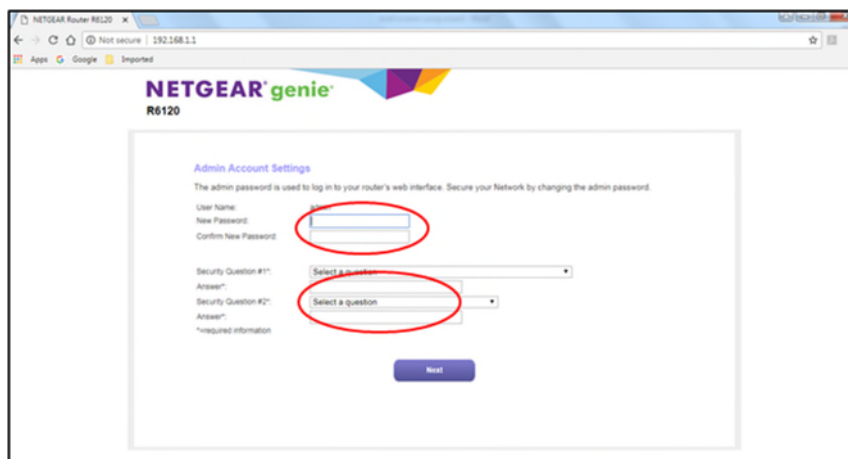 NETGEAR Router R6120
Not secure | 192.168.1.1
Apps Google Imported
NETGEAR genie
R6120
Admin Account Settings
The admin password is used to log in to your router's web interface. Secure your Network by changing the admin password.
User Name: admin
New Password:
Confirm New Password:
Security Question #1*: Select a question
Answer*:
Security Question #2*: Select a question
Answer*:
*=required information
Next